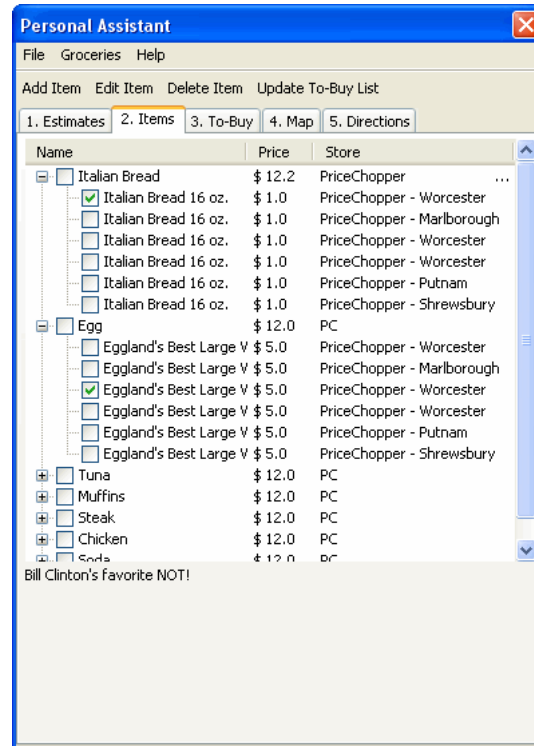 Personal Assistant
File Groceries Help
Add Item Edit Item Delete Item Update To-Buy List
1. Estimates 2. Items 3. To-Buy 4. Map 5. Directions
Name Price Store
Italian Bread $ 12.2 PriceChopper ...
Italian Bread 16 oz. $ 1.0 PriceChopper - Worcester
Italian Bread 16 oz. $ 1.0 PriceChopper - Marlborough
Italian Bread 16 oz. $ 1.0 PriceChopper - Worcester
Italian Bread 16 oz. $ 1.0 PriceChopper - Worcester
Italian Bread 16 oz. $ 1.0 PriceChopper - Putnam
Italian Bread 16 oz. $ 1.0 PriceChopper - Shrewsbury
Egg $ 12.0 PC
Eggland's Best Large V $ 5.0 PriceChopper - Worcester
Eggland's Best Large V $ 5.0 PriceChopper - Marlborough
Eggland's Best Large V $ 5.0 PriceChopper - Worcester
Eggland's Best Large V $ 5.0 PriceChopper - Worcester
Eggland's Best Large V $ 5.0 PriceChopper - Putnam
Eggland's Best Large V $ 5.0 PriceChopper - Shrewsbury
Tuna $ 12.0 PC
Muffins $ 12.0 PC
Steak $ 12.0 PC
Chicken $ 12.0 PC
Soda $ 12.0 PC
Bill Clinton's favorite NOT!